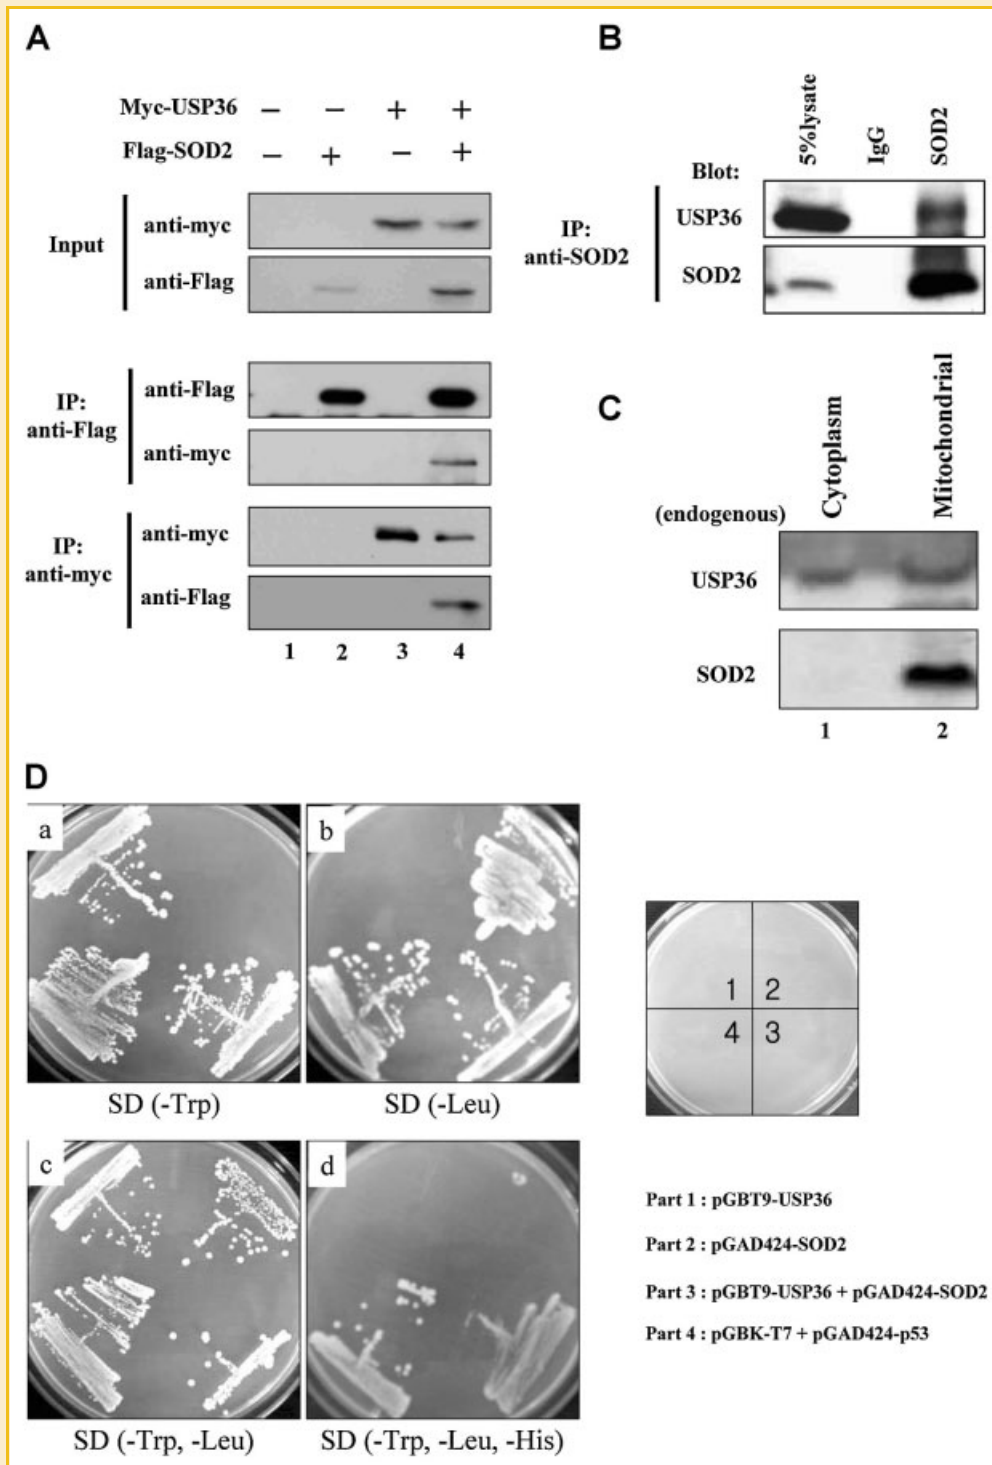 A
Myc-USP36 − − + +
Flag-SOD2 − + − +
Input
anti-myc
anti-Flag
IP:
anti-Flag
anti-Flag
anti-myc
IP:
anti-myc
anti-myc
anti-Flag
1 2 3 4
B
5%lysate
IgG
SOD2
Blot:
IP:
anti-SOD2
USP36
SOD2
C
Cytoplasm
Mitochondrial
(endogenous)
USP36
SOD2
1 2
D
a
SD (-Trp)
b
SD (-Leu)
c
SD (-Trp, -Leu)
d
SD (-Trp, -Leu, -His)
1 2
4 3
Part 1 : pGBT9-USP36
Part 2 : pGAD424-SOD2
Part 3 : pGBT9-USP36 + pGAD424-SOD2
Part 4 : pGBK-T7 + pGAD424-p53